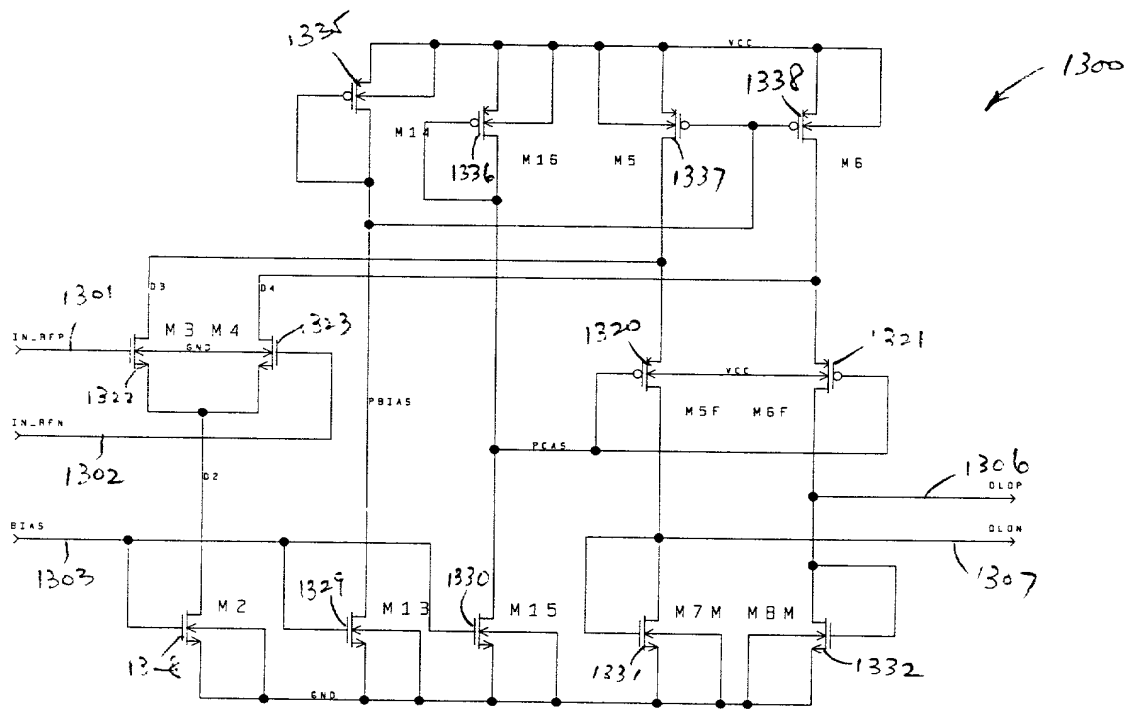 1335
VCC
1300
1338
M14
1336
M16
M5
1337
M6
D3
D4
1301
IN_RFP
M3 M4
GND
1323
1322
1320
1321
VCC
PBIAS
M5F M6F
IN_RFN
1302
PCAS
D2
1306
OLOP
BIAS
OLON
1303
1307
M2
1329
M13
1330
M15
M7M M8M
1331
1332
GND